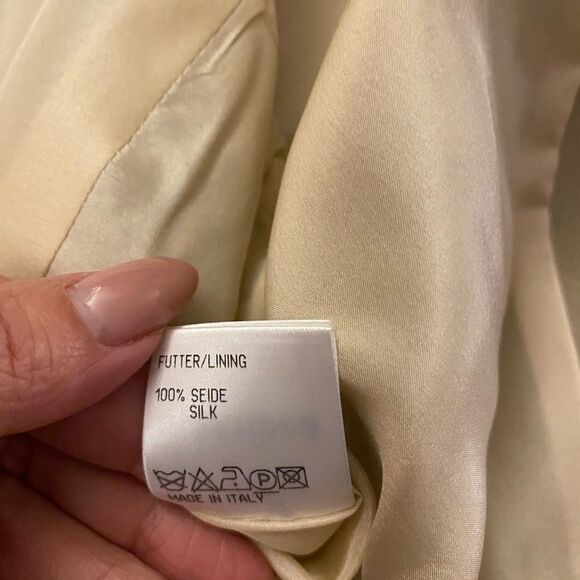 FUTTER/LINING
100% SEIDE
SILK
P
MADE IN ITALY